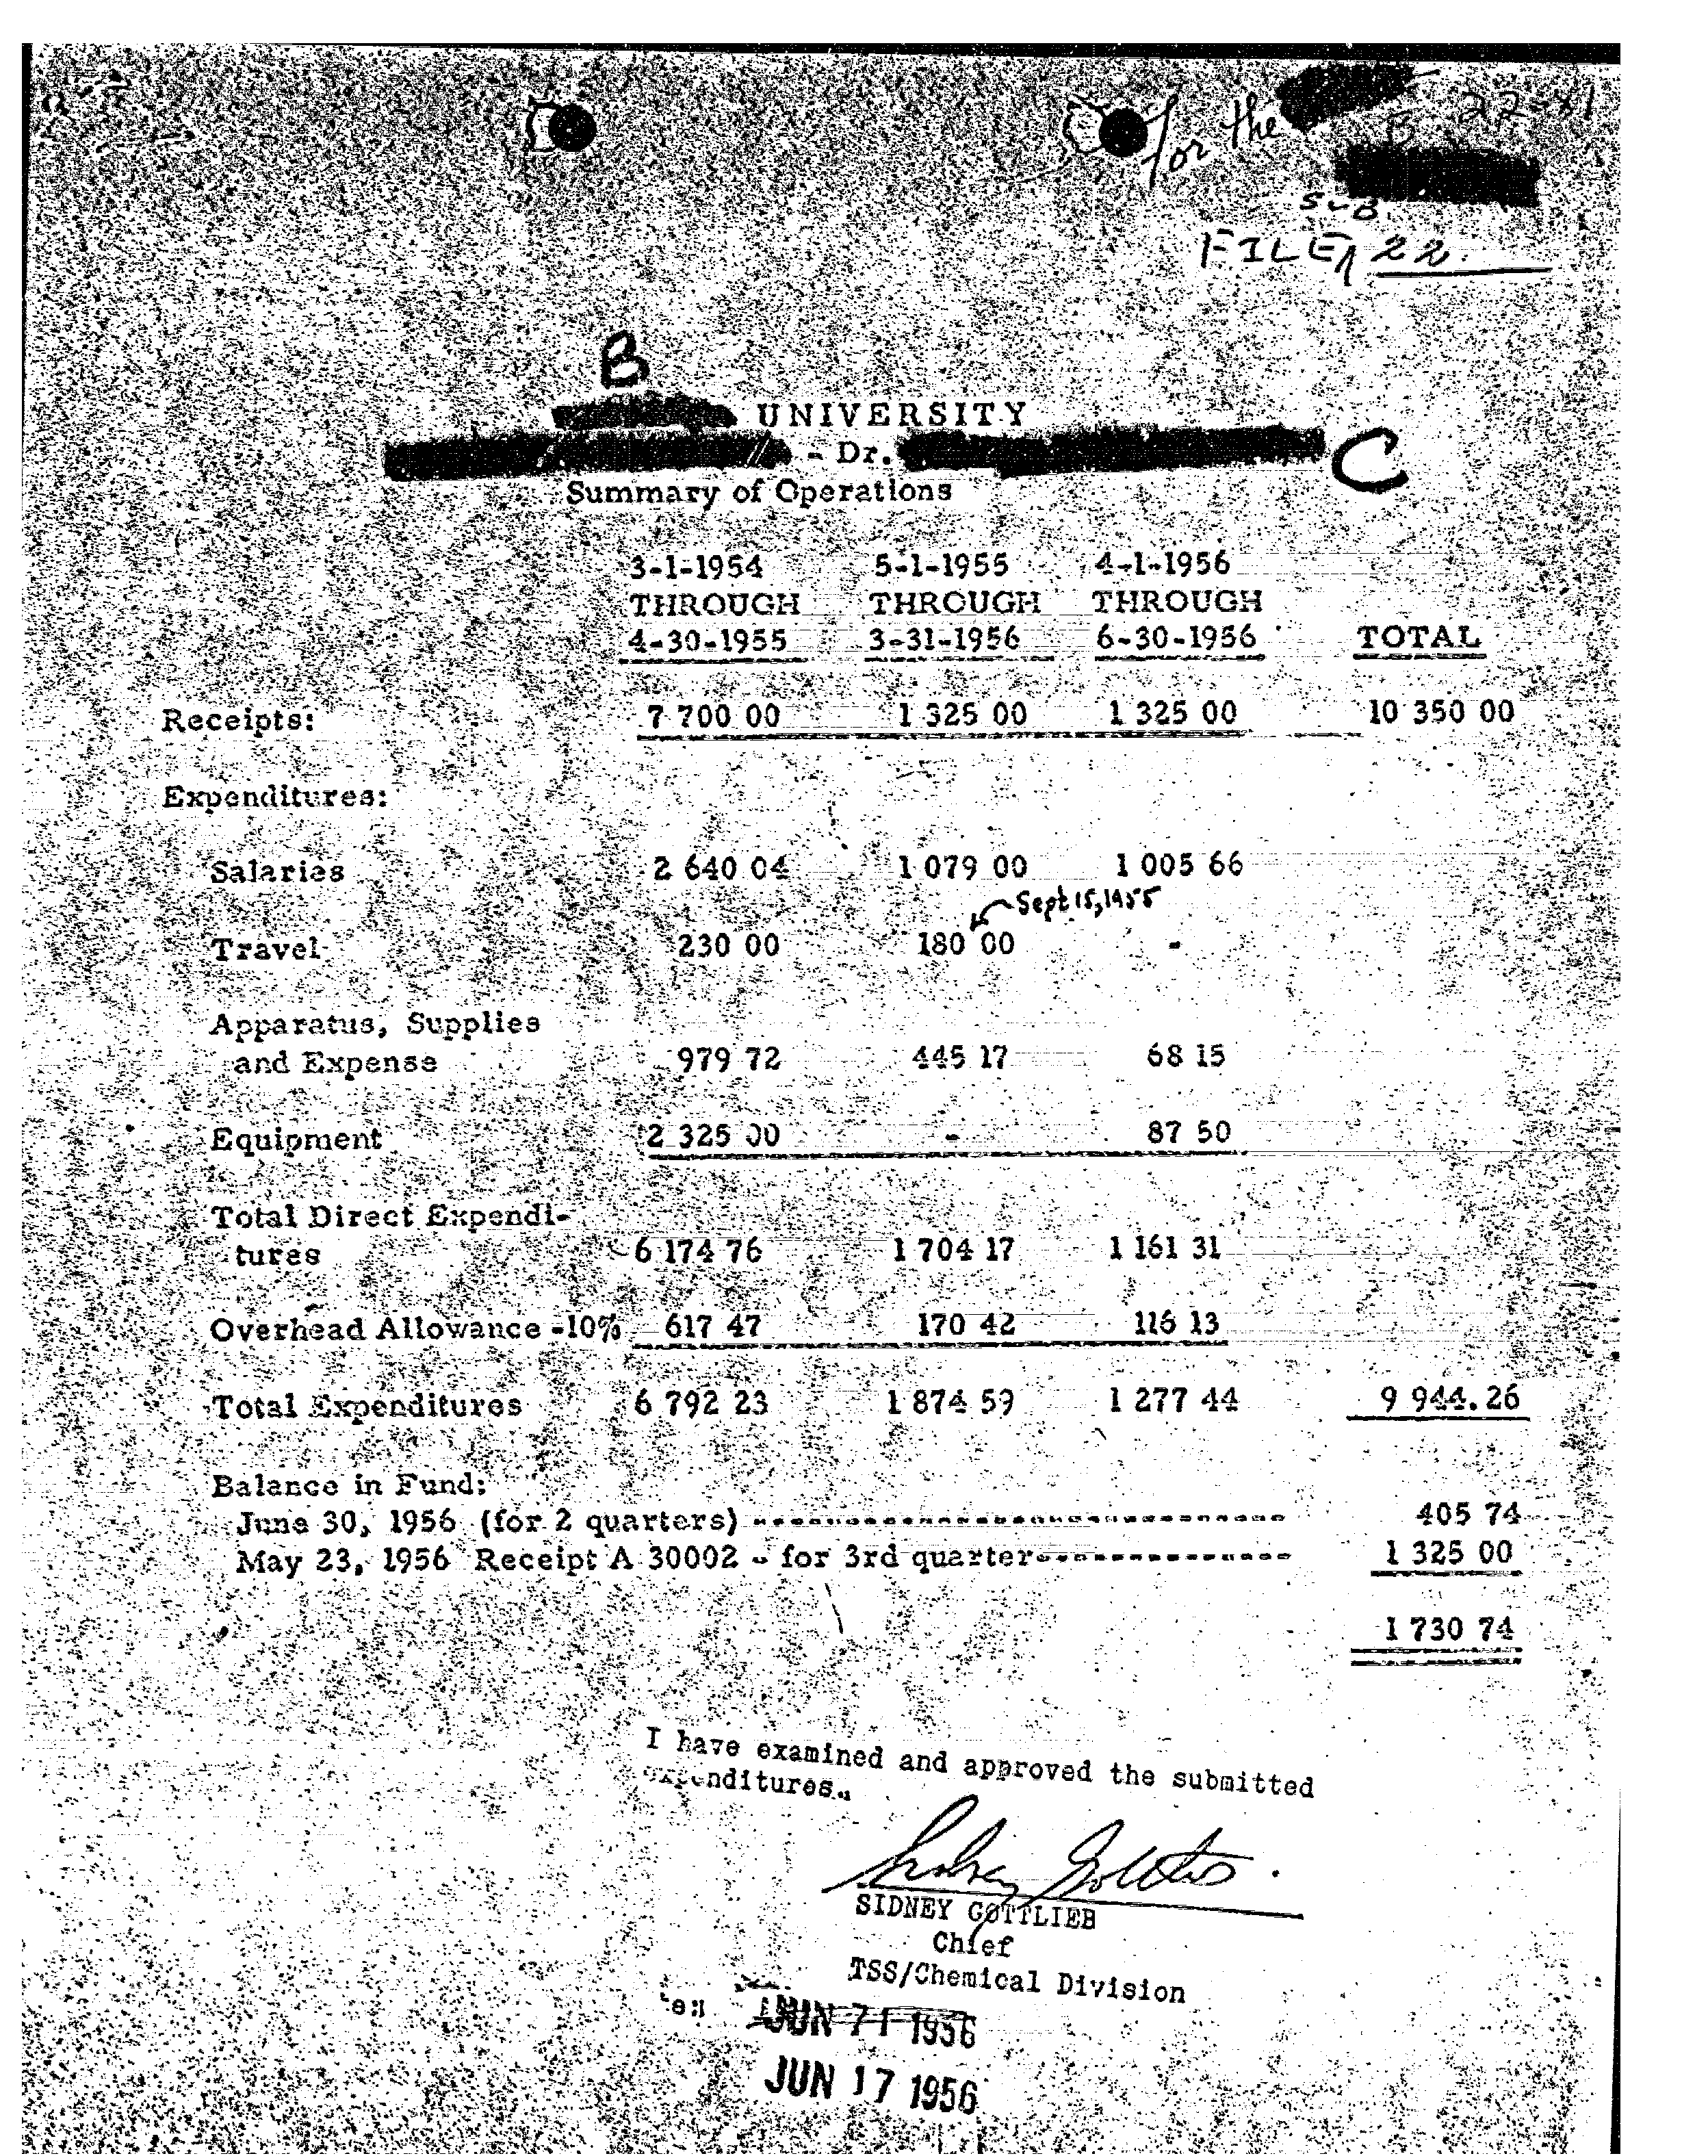 for the
22-81
B
S-B
FILE 22.
B
UNIVERSITY
- Dr.
C
Summary of Operations
3-1-1954 5-1-1955 4-1-1956
THROUGH THROUGH THROUGH
4-30-1955 3-31-1956 6-30-1956 TOTAL
Receipts: 7 700 00 1 325 00 1 325 00 10 350 00
Expenditures:
Salaries 2 640 04 1 079 00 1 005 66
Sept 15, 1955
Travel 230 00 180 00 -
Apparatus, Supplies
and Expense 979 72 445 17 68 15
Equipment 2 325 00 - 87 50
Total Direct Expendi-
tures 6 174 76 1 704 17 1 161 31
Overhead Allowance -10% 617 47 170 42 116 13
Total Expenditures 6 792 23 1 874 59 1 277 44 9 944.26
Balance in Fund:
June 30, 1956 (for 2 quarters) ------------------------------ 405 74
May 23, 1956 Receipt A 30002 - for 3rd quarter--------------- 1 325 00
1 730 74
I have examined and approved the submitted
expenditures.
Sidney Gottlieb
SIDNEY GOTTLIEB
Chief
TSS/Chemical Division
JUN 1956
JUN 17 1956